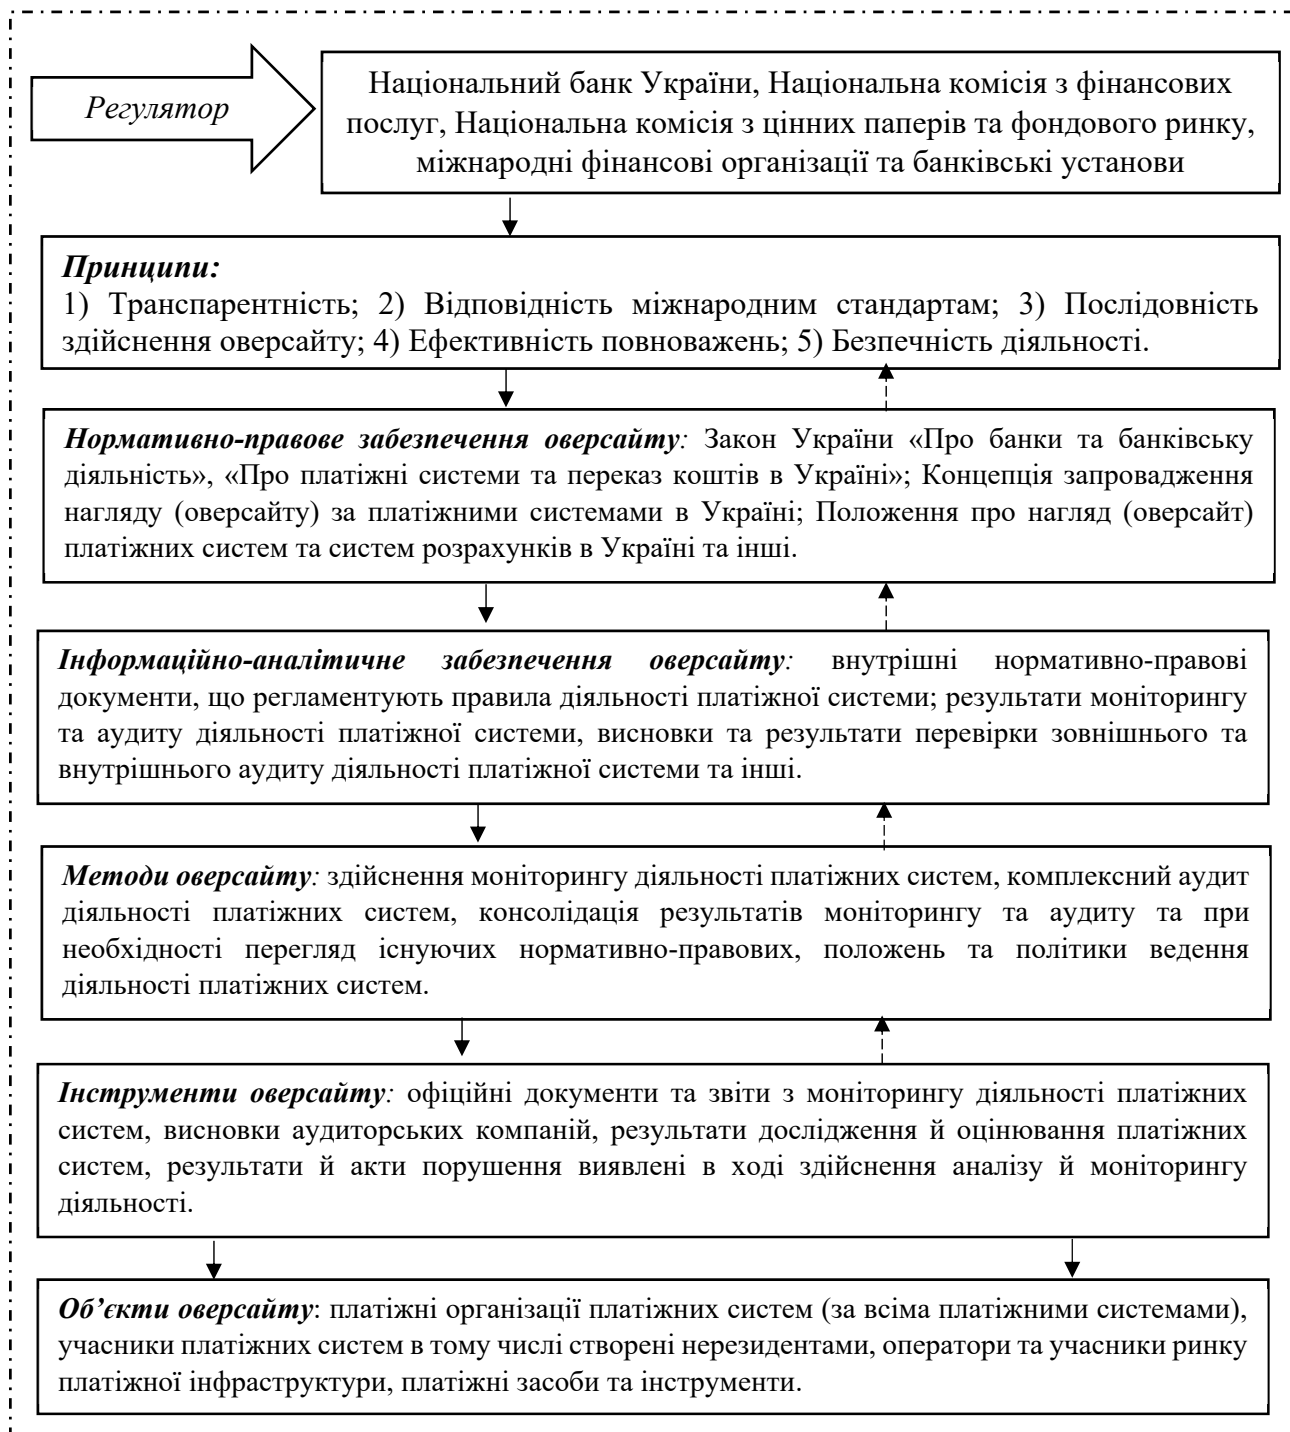 Регулятор
Національний банк України, Національна комісія з фінансових
послуг, Національна комісія з цінних паперів та фондового ринку,
міжнародні фінансові організації та банківські установи
Принципи:
1) Транспарентність; 2) Відповідність міжнародним стандартам; 3) Послідовність
здійснення оверсайту; 4) Ефективність повноважень; 5) Безпечність діяльності.
Нормативно-правове забезпечення оверсайту: Закон України «Про банки та банківську
діяльність», «Про платіжні системи та переказ коштів в Україні»; Концепція запровадження
нагляду (оверсайту) за платіжними системами в Україні; Положення про нагляд (оверсайт)
платіжних систем та систем розрахунків в Україні та інші.
Інформаційно-аналітичне забезпечення оверсайту: внутрішні нормативно-правові
документи, що регламентують правила діяльності платіжної системи; результати моніторингу
та аудиту діяльності платіжної системи, висновки та результати перевірки зовнішнього та
внутрішнього аудиту діяльності платіжної системи та інші.
Методи оверсайту: здійснення моніторингу діяльності платіжних систем, комплексний аудит
діяльності платіжних систем, консолідація результатів моніторингу та аудиту та при
необхідності перегляд існуючих нормативно-правових, положень та політики ведення
діяльності платіжних систем.
Інструменти оверсайту: офіційні документи та звіти з моніторингу діяльності платіжних
систем, висновки аудиторських компаній, результати дослідження й оцінювання платіжних
систем, результати й акти порушення виявлені в ході здійснення аналізу й моніторингу
діяльності.
Об’єкти оверсайту: платіжні організації платіжних систем (за всіма платіжними системами),
учасники платіжних систем в тому числі створені нерезидентами, оператори та учасники ринку
платіжної інфраструктури, платіжні засоби та інструменти.